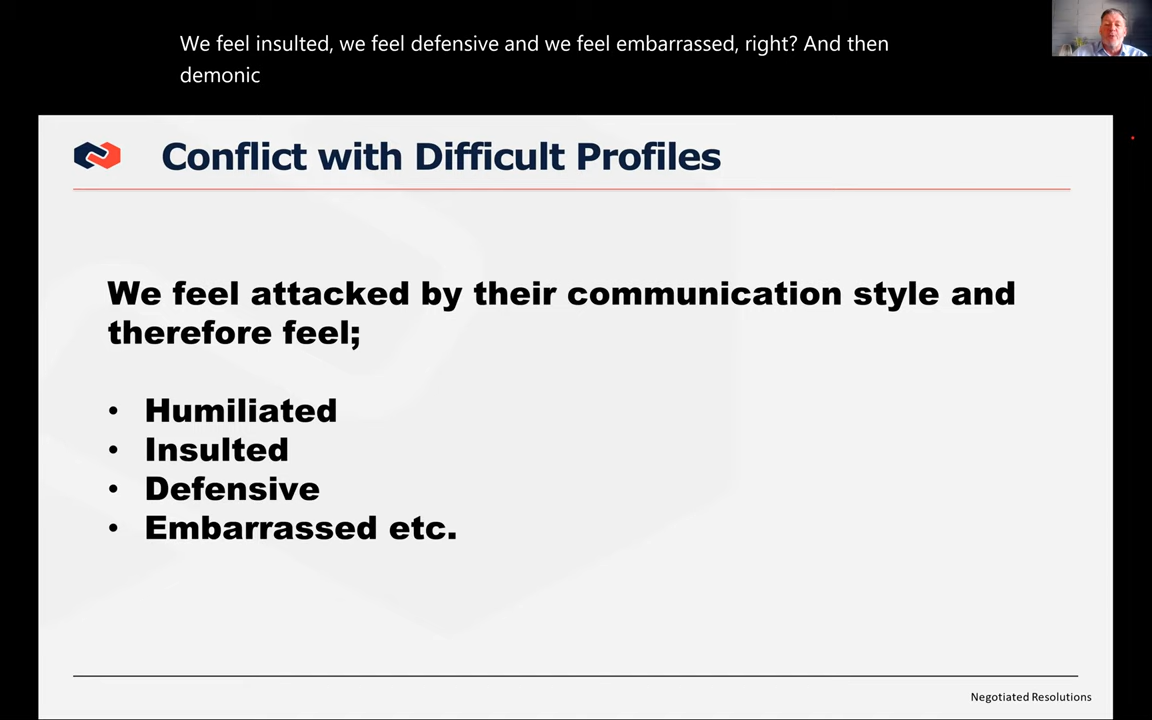 We feel insulted, we feel defensive and we feel embarrassed, right? And then
demonic
Conflict with Difficult Profiles
We feel attacked by their communication style and
therefore feel;
• Humiliated
• Insulted
• Defensive
• Embarrassed etc.
Negotiated Resolutions